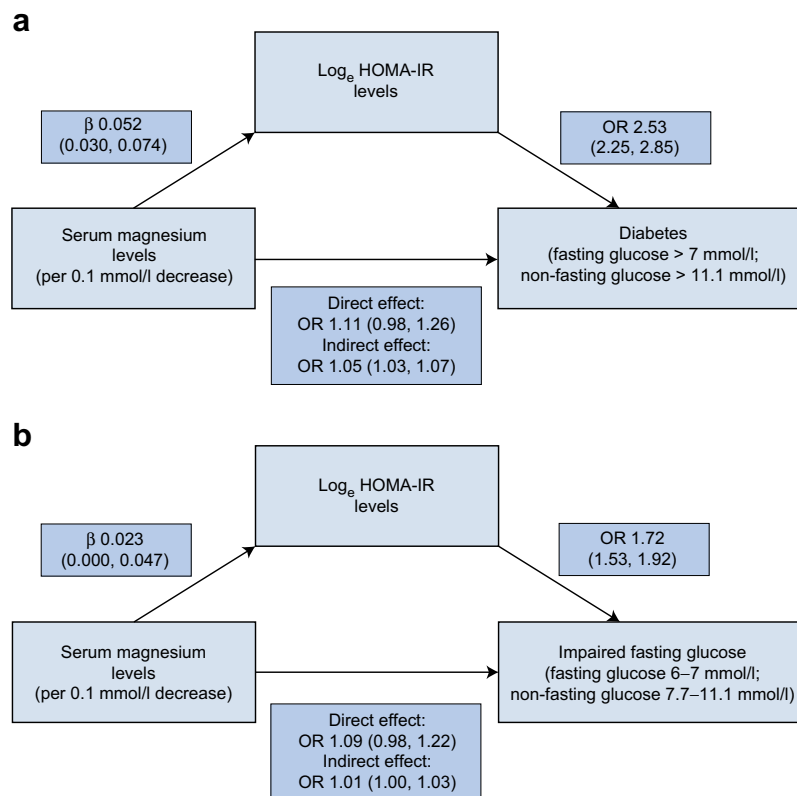 a
Logₑ HOMA-IR
levels
β 0.052
(0.030, 0.074)
OR 2.53
(2.25, 2.85)
Serum magnesium
levels
(per 0.1 mmol/l decrease)
Diabetes
(fasting glucose > 7 mmol/l;
non-fasting glucose > 11.1 mmol/l)
Direct effect:
OR 1.11 (0.98, 1.26)
Indirect effect:
OR 1.05 (1.03, 1.07)
b
Logₑ HOMA-IR
levels
β 0.023
(0.000, 0.047)
OR 1.72
(1.53, 1.92)
Serum magnesium
levels
(per 0.1 mmol/l decrease)
Impaired fasting glucose
(fasting glucose 6–7 mmol/l;
non-fasting glucose 7.7–11.1 mmol/l)
Direct effect:
OR 1.09 (0.98, 1.22)
Indirect effect:
OR 1.01 (1.00, 1.03)